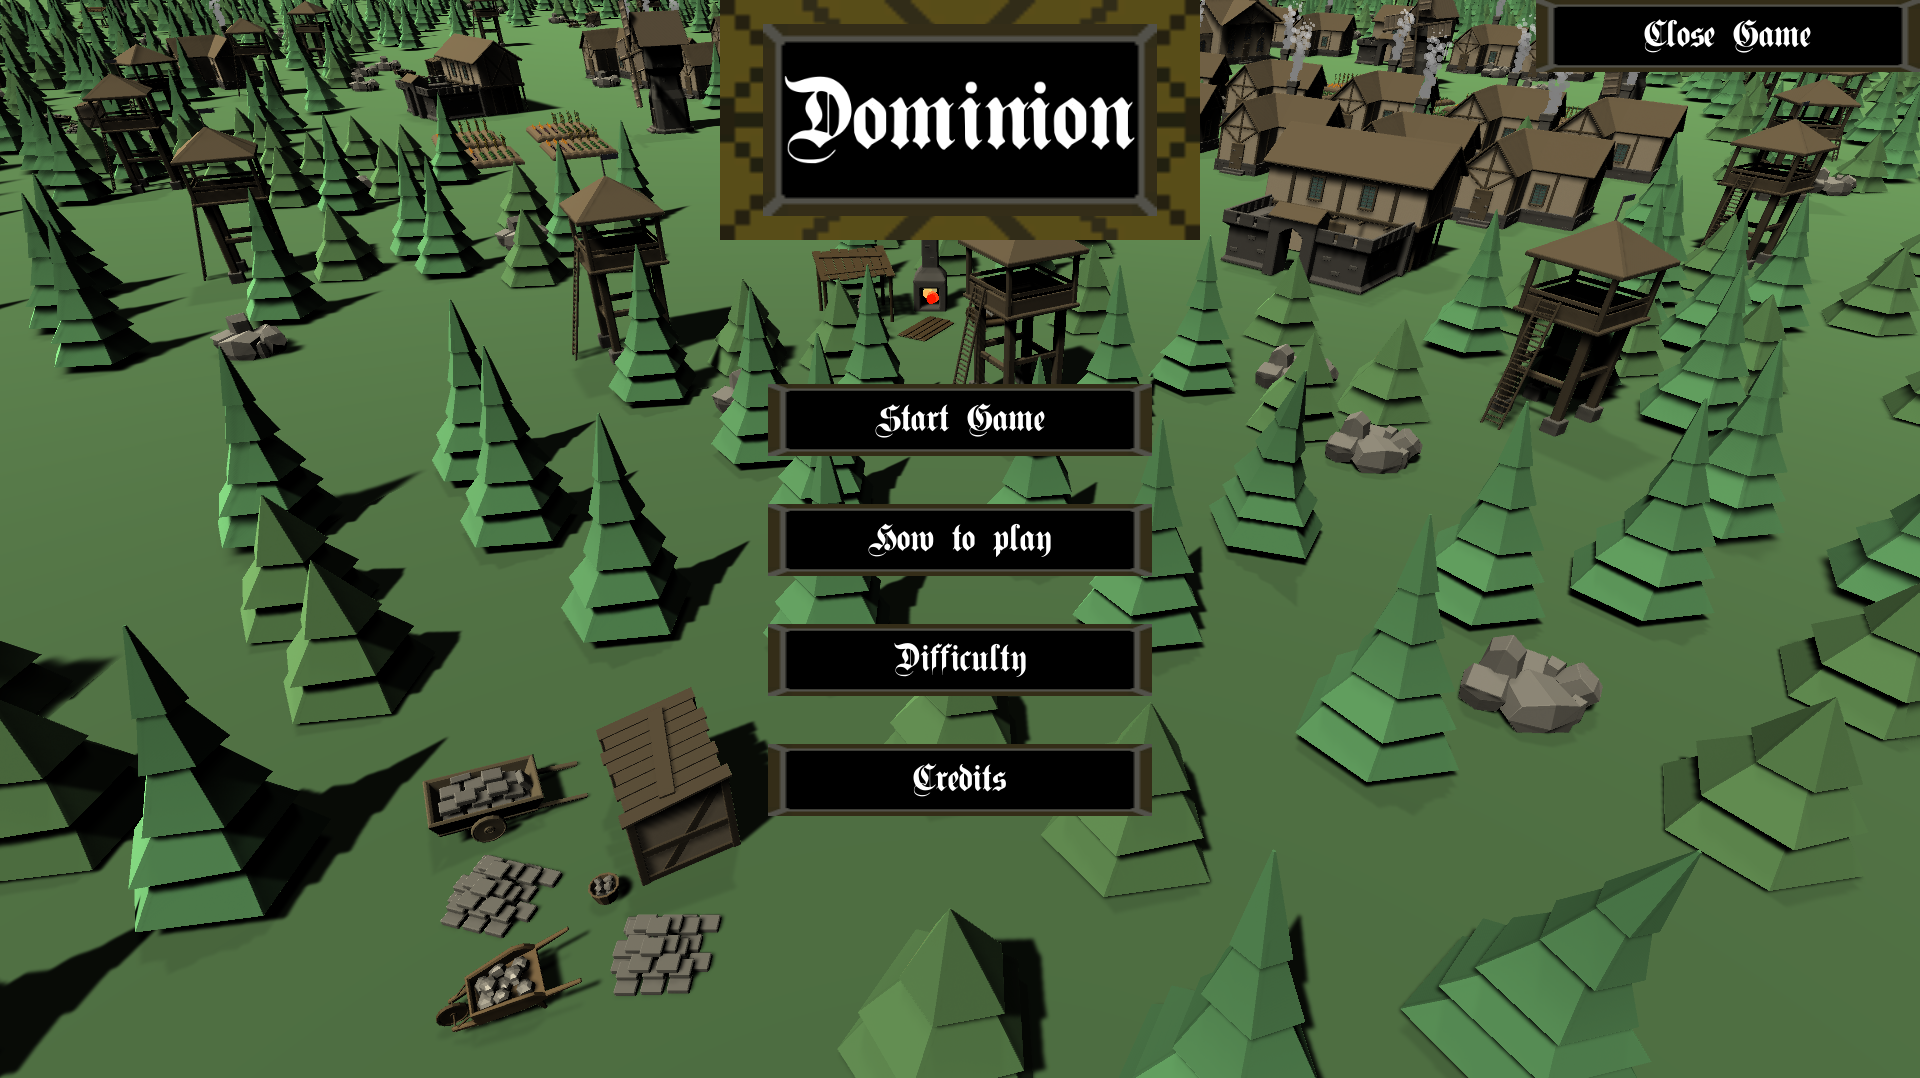 Dominion
Close Game
Start Game
How to play
Difficulty
Credits